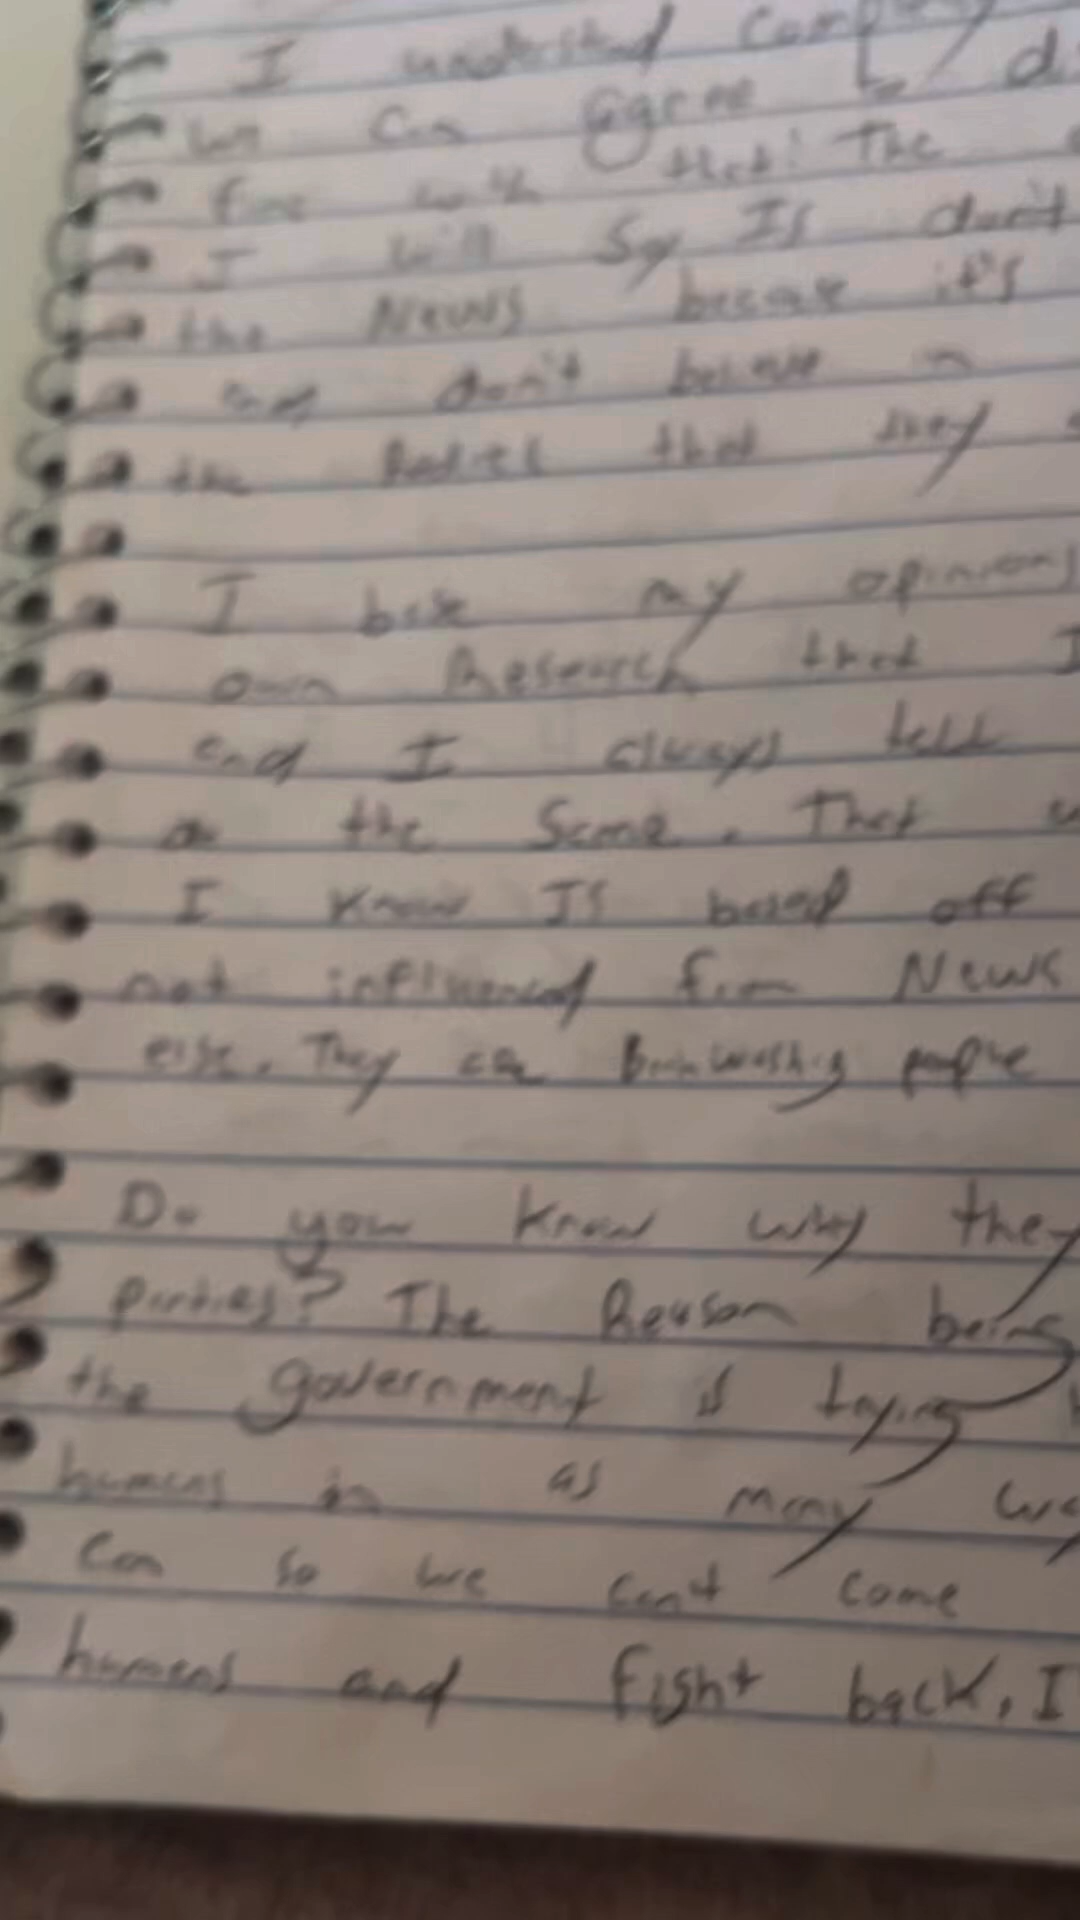 I understand
we can agree
fine with that! The
I will say Is don't
the News because it's
and don't believe in
the that they
I base my opinions
own Research that I
and I always tell
the same. That
I know Is based off
not influenced from News
else. They are Brainwashing people
Do you know why they
parties? The Reason being
the government is trying
humans in as many
can so we can't come
humans and fight back, I